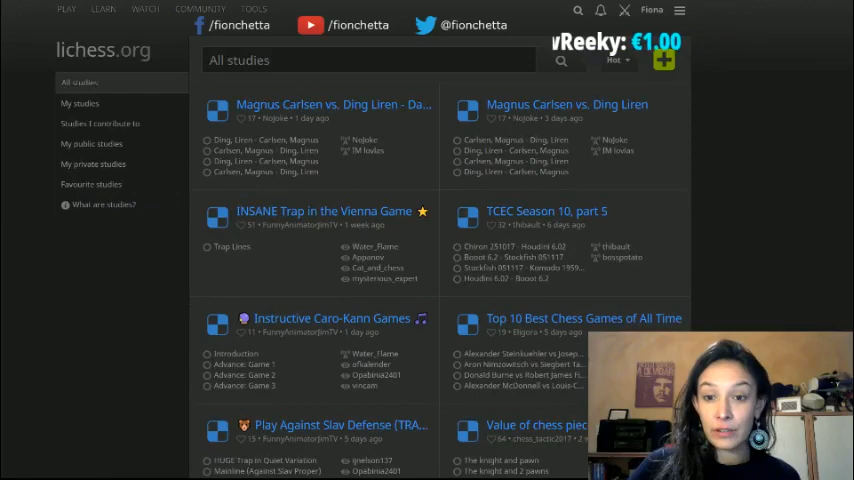 PLAY LEARN WATCH COMMUNITY TOOLS Fiona
/fionchetta /fionchetta @fionchetta
Reeky: €1.00
lichess.org
All studies
Hot
All studies
My studies
Studies I contribute to
My public studies
My private studies
Favourite studies
What are studies?
Magnus Carlsen vs. Ding Liren - Da...
17 • NoJoke • 1 day ago
Ding, Liren - Carlsen, Magnus
Carlsen, Magnus - Ding, Liren
Ding, Liren - Carlsen, Magnus
Carlsen, Magnus - Ding, Liren
NoJoke
IM lovlas
Magnus Carlsen vs. Ding Liren
17 • NoJoke • 3 days ago
Carlsen, Magnus - Ding, Liren
Ding, Liren - Carlsen, Magnus
Carlsen, Magnus - Ding, Liren
Ding, Liren - Carlsen, Magnus
NoJoke
IM lovlas
INSANE Trap in the Vienna Game
51 • FunnyAnimatorJimTV • 1 week ago
Trap Lines
Water_Flame
Appanov
Cat_and_chess
mysterious_expert
TCEC Season 10, part 5
32 • thibault • 6 days ago
Chiron 251017 - Houdini 6.02
Booot 6.2 - Stockfish 051117
Stockfish 051117 - Komodo 1959...
Houdini 6.02 - Booot 6.2
thibault
bosspotato
Instructive Caro-Kann Games
11 • FunnyAnimatorJimTV • 1 day ago
Introduction
Advance: Game 1
Advance: Game 2
Advance: Game 3
Water_Flame
ofkalender
Opabinia2401
vincam
Top 10 Best Chess Games of All Time
19 • Eligora • 5 days ago
Alexander Steinkuehler vs Josep...
Aron Nimzowitsch vs Siegbert Ta...
Donald Byrne vs Robert James Fi...
Alexander McDonnell vs Louis-C...
Play Against Slav Defense (TRA...
15 • FunnyAnimatorJimTV • 5 days ago
HUGE Trap in Quiet Variation
Mainline (Against Slav Proper)
ijnelson137
Opabinia2401
Value of chess piec
64 • chess_tactic2017 •
The knight and pawn
The knight and 2 pawns